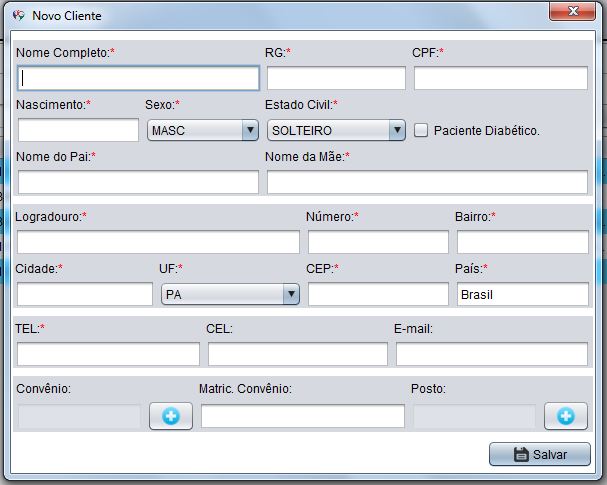 Novo Cliente
Nome Completo:* RG:* CPF:*
Nascimento:* Sexo:* Estado Civil:*
MASC SOLTEIRO Paciente Diabético.
Nome do Pai:* Nome da Mãe:*
Logradouro:* Número:* Bairro:*
Cidade:* UF:* CEP:* País:*
PA Brasil
TEL:* CEL: E-mail:
Convênio: Matric. Convênio: Posto:
Salvar